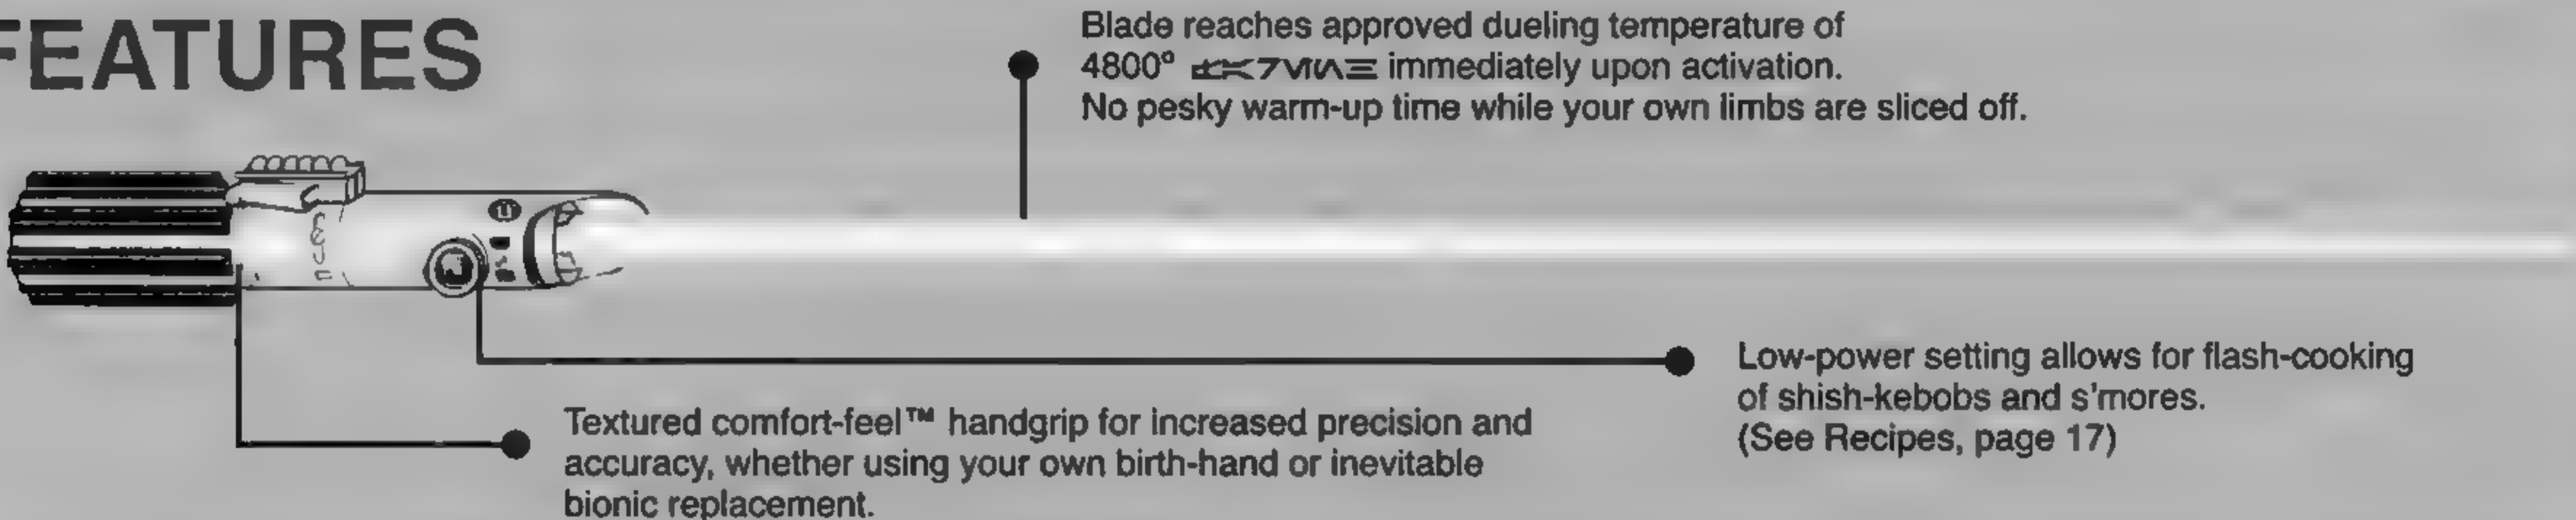 FEATURES
Blade reaches approved dueling temperature of
4800° immediately upon activation.
No pesky warm-up time while your own limbs are sliced off.
Low-power setting allows for flash-cooking
of shish-kebobs and s'mores.
(See Recipes, page 17)
Textured comfort-feel™ handgrip for increased precision and
accuracy, whether using your own birth-hand or inevitable
bionic replacement.